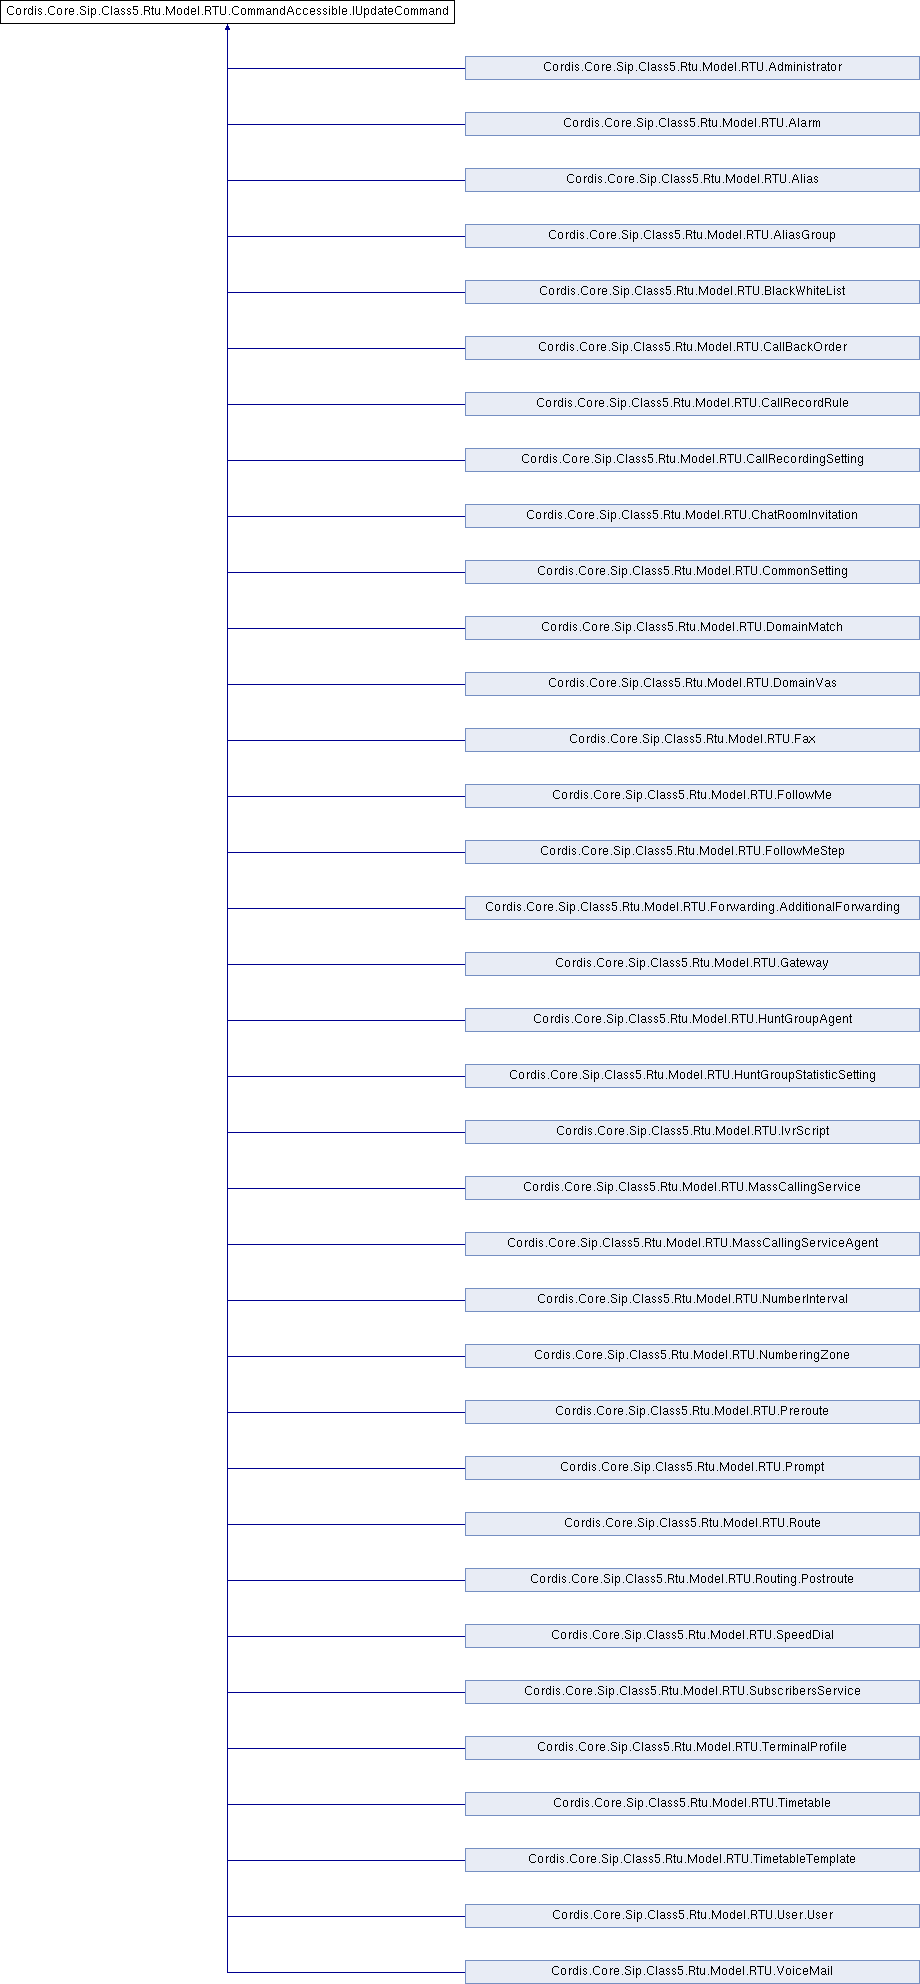 Cordis.Core.Sip.Class5.Rtu.Model.RTU.CommandAccessible.IUpdateCommand
Cordis.Core.Sip.Class5.Rtu.Model.RTU.Administrator
Cordis.Core.Sip.Class5.Rtu.Model.RTU.Alarm
Cordis.Core.Sip.Class5.Rtu.Model.RTU.Alias
Cordis.Core.Sip.Class5.Rtu.Model.RTU.AliasGroup
Cordis.Core.Sip.Class5.Rtu.Model.RTU.BlackWhiteList
Cordis.Core.Sip.Class5.Rtu.Model.RTU.CallBackOrder
Cordis.Core.Sip.Class5.Rtu.Model.RTU.CallRecordRule
Cordis.Core.Sip.Class5.Rtu.Model.RTU.CallRecordingSetting
Cordis.Core.Sip.Class5.Rtu.Model.RTU.ChatRoomInvitation
Cordis.Core.Sip.Class5.Rtu.Model.RTU.CommonSetting
Cordis.Core.Sip.Class5.Rtu.Model.RTU.DomainMatch
Cordis.Core.Sip.Class5.Rtu.Model.RTU.DomainVas
Cordis.Core.Sip.Class5.Rtu.Model.RTU.Fax
Cordis.Core.Sip.Class5.Rtu.Model.RTU.FollowMe
Cordis.Core.Sip.Class5.Rtu.Model.RTU.FollowMeStep
Cordis.Core.Sip.Class5.Rtu.Model.RTU.Forwarding.AdditionalForwarding
Cordis.Core.Sip.Class5.Rtu.Model.RTU.Gateway
Cordis.Core.Sip.Class5.Rtu.Model.RTU.HuntGroupAgent
Cordis.Core.Sip.Class5.Rtu.Model.RTU.HuntGroupStatisticSetting
Cordis.Core.Sip.Class5.Rtu.Model.RTU.IvrScript
Cordis.Core.Sip.Class5.Rtu.Model.RTU.MassCallingService
Cordis.Core.Sip.Class5.Rtu.Model.RTU.MassCallingServiceAgent
Cordis.Core.Sip.Class5.Rtu.Model.RTU.NumberInterval
Cordis.Core.Sip.Class5.Rtu.Model.RTU.NumberingZone
Cordis.Core.Sip.Class5.Rtu.Model.RTU.Preroute
Cordis.Core.Sip.Class5.Rtu.Model.RTU.Prompt
Cordis.Core.Sip.Class5.Rtu.Model.RTU.Route
Cordis.Core.Sip.Class5.Rtu.Model.RTU.Routing.Postroute
Cordis.Core.Sip.Class5.Rtu.Model.RTU.SpeedDial
Cordis.Core.Sip.Class5.Rtu.Model.RTU.SubscribersService
Cordis.Core.Sip.Class5.Rtu.Model.RTU.TerminalProfile
Cordis.Core.Sip.Class5.Rtu.Model.RTU.Timetable
Cordis.Core.Sip.Class5.Rtu.Model.RTU.TimetableTemplate
Cordis.Core.Sip.Class5.Rtu.Model.RTU.User.User
Cordis.Core.Sip.Class5.Rtu.Model.RTU.VoiceMail